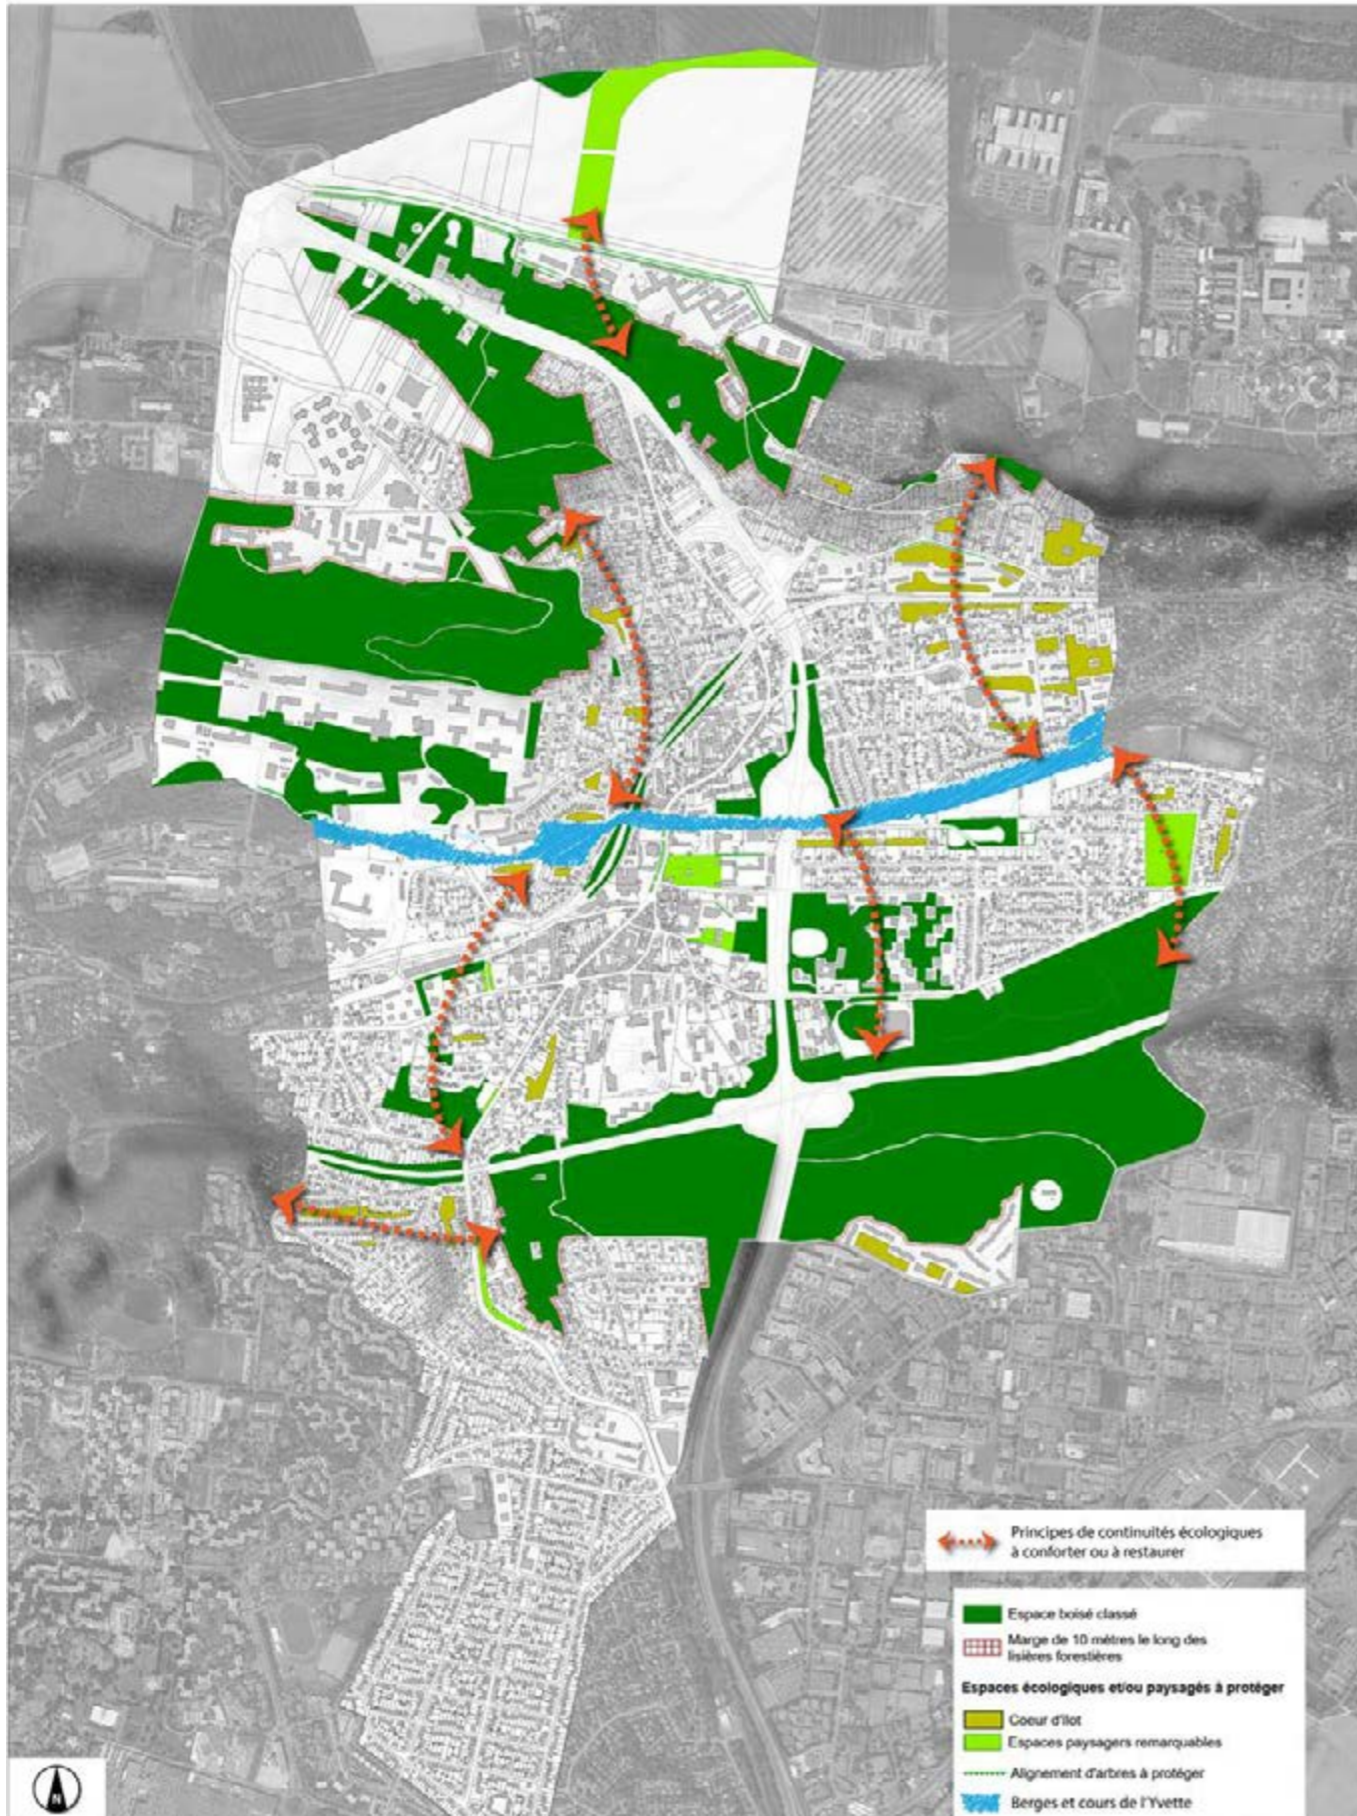 Principes de continuités écologiques
à conforter ou à restaurer
Espace boisé classé
Marge de 10 mètres le long des
lisières forestières
Espaces écologiques et/ou paysagés à protéger
Coeur d'îlot
Espaces paysagers remarquables
Alignement d'arbres à protéger
Berges et cours de l'Yvette
N